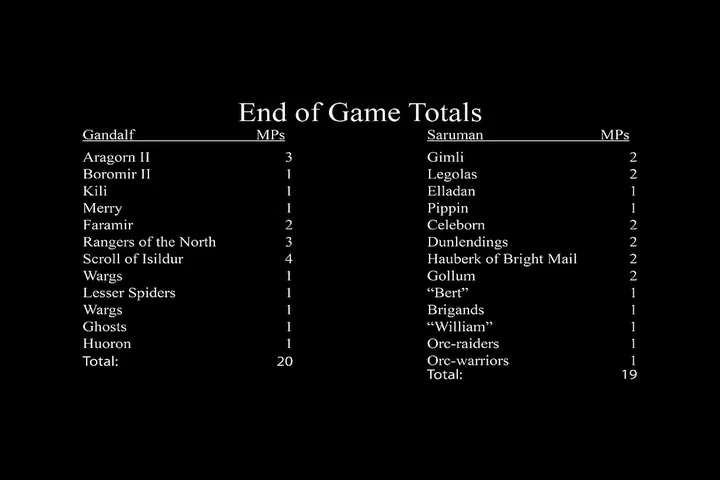 End of Game Totals
Gandalf MPs
Aragorn II 3
Boromir II 1
Kili 1
Merry 1
Faramir 2
Rangers of the North 3
Scroll of Isildur 4
Wargs 1
Lesser Spiders 1
Wargs 1
Ghosts 1
Huoron 1
Total: 20
Saruman MPs
Gimli 2
Legolas 2
Elladan 1
Pippin 1
Celeborn 2
Dunlendings 2
Hauberk of Bright Mail 2
Gollum 2
“Bert” 1
Brigands 1
“William” 1
Orc-raiders 1
Orc-warriors 1
Total: 19